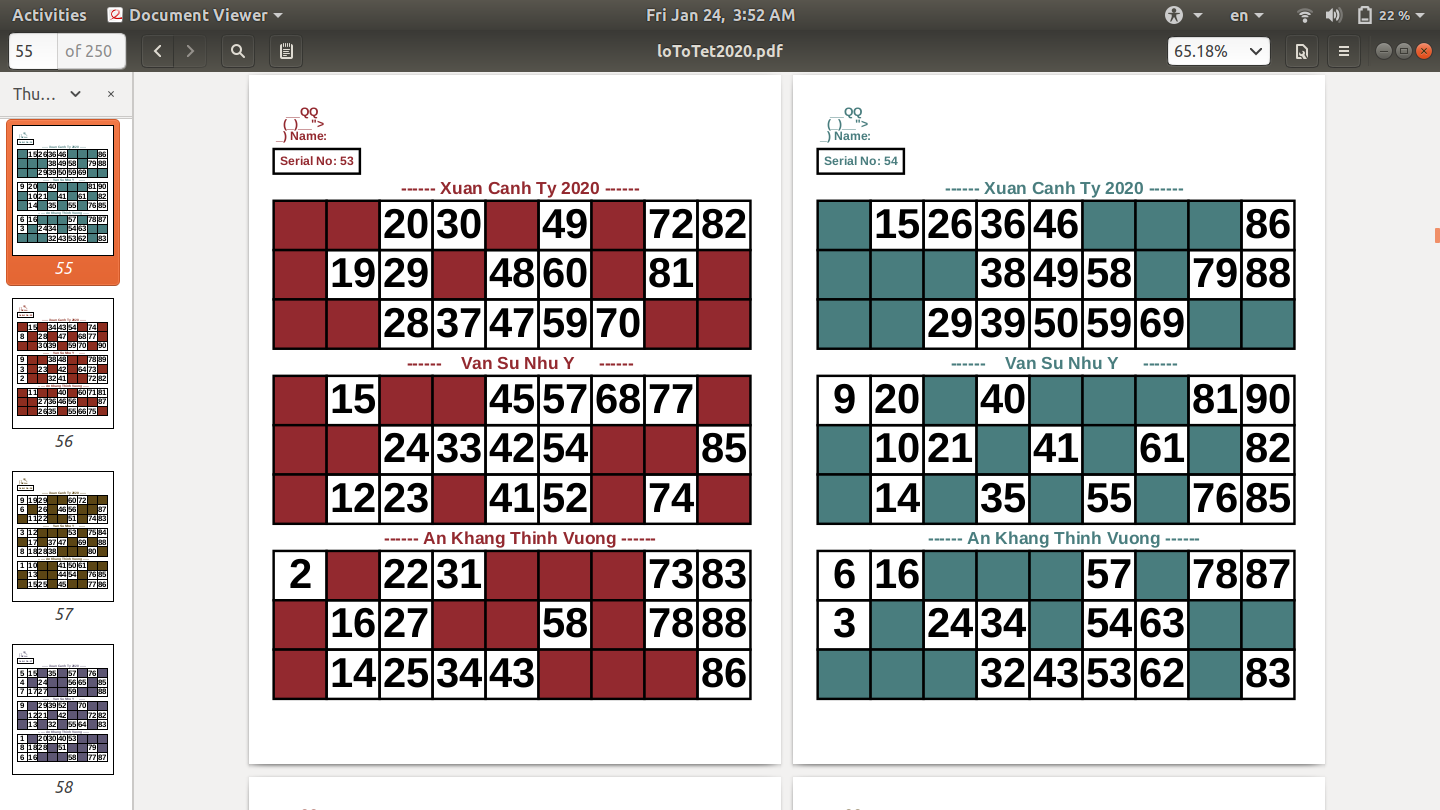 Activities Document Viewer Fri Jan 24, 3:52 AM en 22 %
55 of 250 loToTet2020.pdf 65.18%
Thu...
55
56
57
58
__QQ
(_)__">
_) Name:
Serial No: 53
------ Xuan Canh Ty 2020 ------
20 30 49 72 82
19 29 48 60 81
28 37 47 59 70
------ Van Su Nhu Y ------
15 45 57 68 77
24 33 42 54 85
12 23 41 52 74
------ An Khang Thinh Vuong ------
2 22 31 73 83
16 27 58 78 88
14 25 34 43 86
__QQ
(_)__">
_) Name:
Serial No: 54
------ Xuan Canh Ty 2020 ------
15 26 36 46 86
38 49 58 79 88
29 39 50 59 69
------ Van Su Nhu Y ------
9 20 40 81 90
10 21 41 61 82
14 35 55 76 85
------ An Khang Thinh Vuong ------
6 16 57 78 87
3 24 34 54 63
32 43 53 62 83